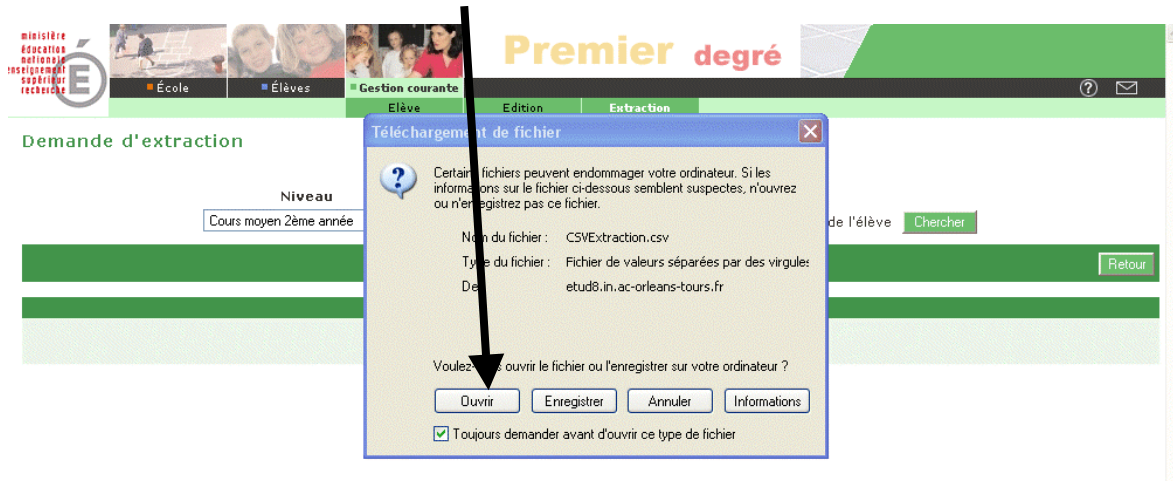 ministère
éducation
nationale
enseignement
supérieur
recherche
É
Premier degré
École
Élèves
Gestion courante
?
Elève
Edition
Extraction
Demande d'extraction
Téléchargement de fichier
Certains fichiers peuvent endommager votre ordinateur. Si les
informations sur le fichier ci-dessous semblent suspectes, n'ouvrez
ou n'enregistrez pas ce fichier.
Niveau
Cours moyen 2ème année
de l'élève
Chercher
Nom du fichier : CSVExtraction.csv
Type du fichier : Fichier de valeurs séparées par des virgules
De etud8.in.ac-orleans-tours.fr
Retour
Voulez-vous ouvrir le fichier ou l'enregistrer sur votre ordinateur ?
Ouvrir
Enregistrer
Annuler
Informations
Toujours demander avant d'ouvrir ce type de fichier